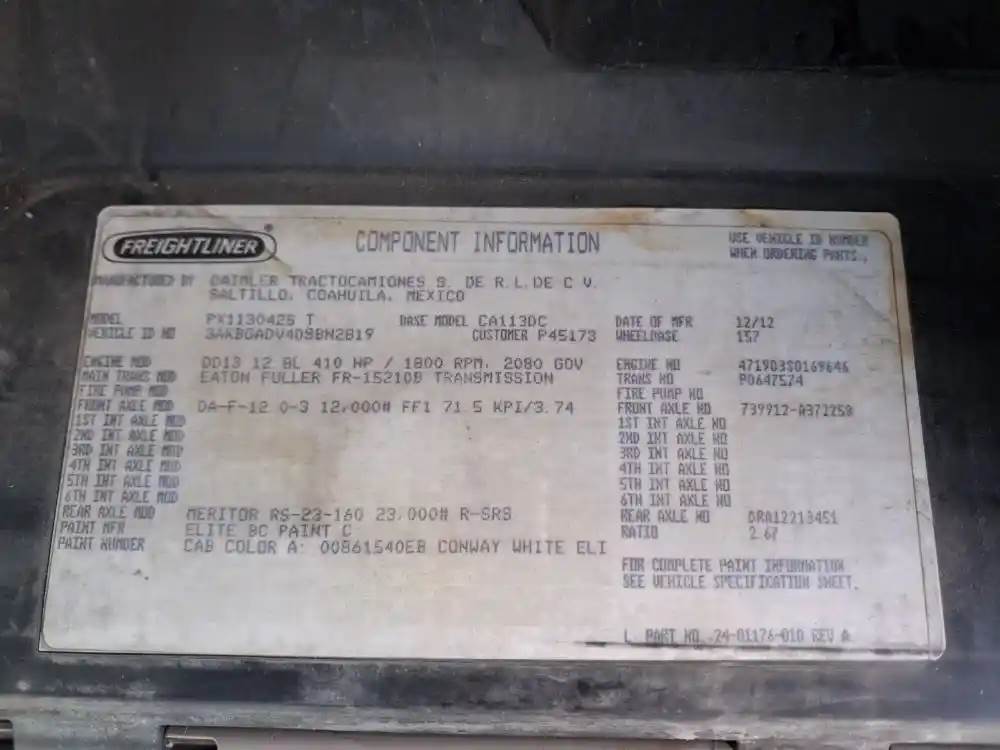 FREIGHTLINER®
COMPONENT INFORMATION
USE VEHICLE ID NUMBER
WHEN ORDERING PARTS.
MANUFACTURED BY DAIMLER TRACTOCAMIONES S. DE R.L. DE C V.
SALTILLO, COAHUILA, MEXICO
MODEL PX113042S T BASE MODEL CA113DC DATE OF MFR 12/12
VEHICLE ID NO 3AKBGADV4DSBN2819 CUSTOMER P45173 WHEELBASE 157
ENGINE MOD DD13 12 8L 410 HP / 1800 RPM, 2080 GOV ENGINE NO 471903S0169646
MAIN TRANS MOD EATON FULLER FR-15210B TRANSMISSION TRANS NO P0647574
FIRE PUMP MOD FIRE PUMP NO
FRONT AXLE MOD DA-F-12 0-3 12,000# FF1 71 5 KPI/3.74 FRONT AXLE NO 739912-A372258
1ST INT AXLE MOD 1ST INT AXLE NO
2ND INT AXLE MOD 2ND INT AXLE NO
3RD INT AXLE MOD 3RD INT AXLE NO
4TH INT AXLE MOD 4TH INT AXLE NO
5TH INT AXLE MOD 5TH INT AXLE NO
6TH INT AXLE MOD 6TH INT AXLE NO
REAR AXLE MOD MERITOR RS-23-160 23,000# R-SRS REAR AXLE NO BRA12213451
PAINT MFR ELITE BC PAINT C RATIO 2.67
PAINT NUMBER CAB COLOR A: 00861540EB CONWAY WHITE ELI
FOR COMPLETE PAINT INFORMATION
SEE VEHICLE SPECIFICATION SHEET.
L. PART NO. 24-01176-010 REV A